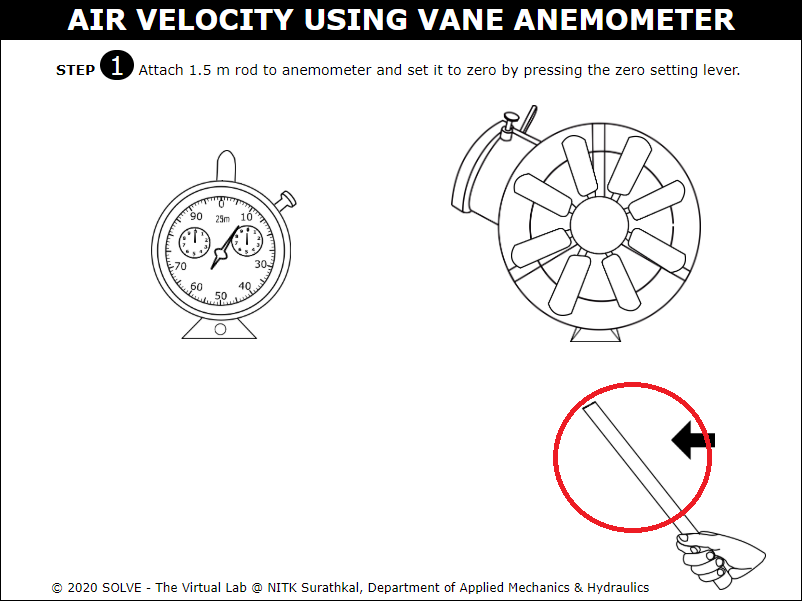 AIR VELOCITY USING VANE ANEMOMETER
STEP 1 Attach 1.5 m rod to anemometer and set it to zero by pressing the zero setting lever.
0
90 25m 10
70 30
60 40
50
© 2020 SOLVE - The Virtual Lab @ NITK Surathkal, Department of Applied Mechanics & Hydraulics